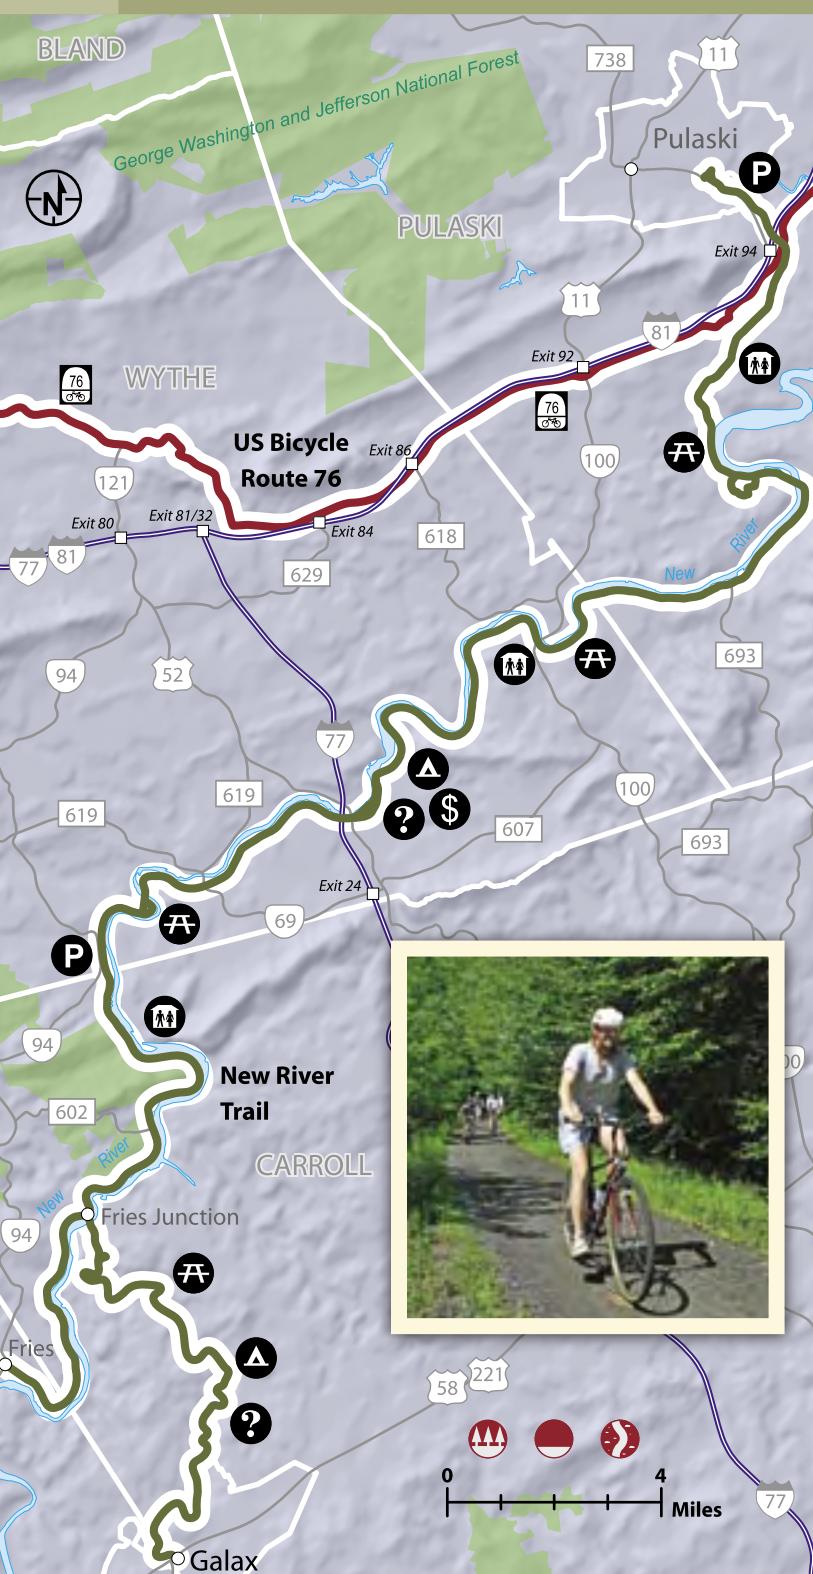 BLAND
738
11
George Washington and Jefferson National Forest
Pulaski
P
N
PULASKI
Exit 94
11
81
Exit 92
76
WYTHE
76
US Bicycle
Route 76
Exit 86
100
121
Exit 80
Exit 81/32
Exit 84
618
River
77
81
629
New
94
52
693
77
100
619
619
?
$
607
693
Exit 24
69
P
94
New River
Trail
602
River
CARROLL
New
94
Fries Junction
Fries
58
221
?
0
4
Miles
77
Galax